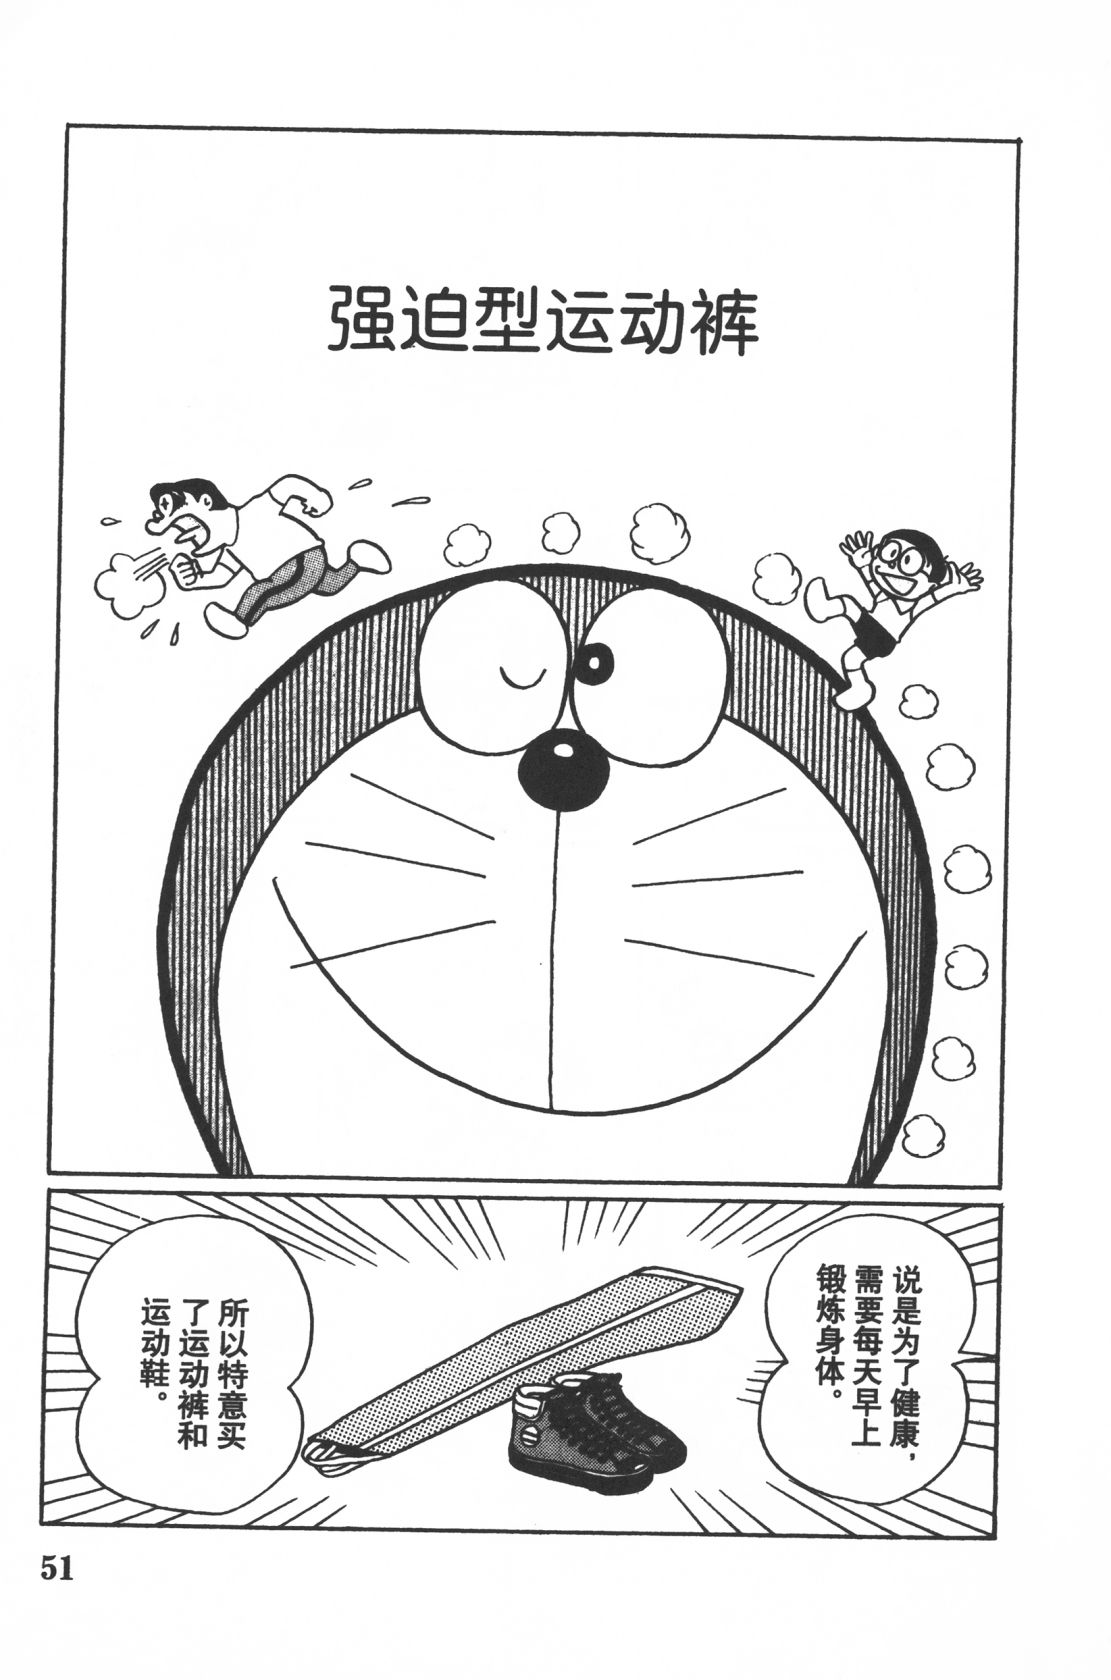 强迫型运动裤
说是为了健康，
需要每天早上
锻炼身体。
所以特意买
了运动裤和
运动鞋。
51